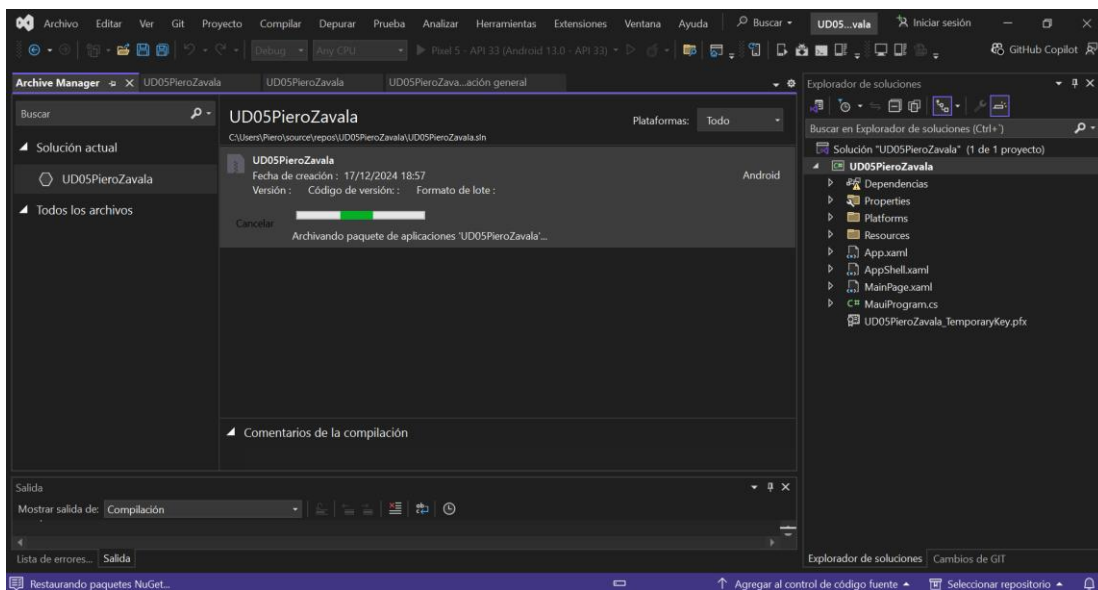 Archivo Editar Ver Git Proyecto Compilar Depurar Prueba Analizar Herramientas Extensiones Ventana Ayuda Buscar UD05...vala Iniciar sesión
Debug Any CPU Pixel 5 - API 33 (Android 13.0 - API 33) GitHub Copilot
Archive Manager UD05PieroZavala UD05PieroZavala UD05PieroZava...ación general
Buscar
Solución actual
UD05PieroZavala
Todos los archivos
UD05PieroZavala
Plataformas: Todo
C:\Users\Piero\source\repos\UD05PieroZavala\UD05PieroZavala.sln
UD05PieroZavala
Fecha de creación : 17/12/2024 18:57
Android
Versión : Código de versión: : Formato de lote :
Cancelar
Archivando paquete de aplicaciones 'UD05PieroZavala'...
Comentarios de la compilación
Explorador de soluciones
Buscar en Explorador de soluciones (Ctrl+`)
Solución "UD05PieroZavala" (1 de 1 proyecto)
UD05PieroZavala
Dependencias
Properties
Platforms
Resources
App.xaml
AppShell.xaml
MainPage.xaml
C# MauiProgram.cs
UD05PieroZavala_TemporaryKey.pfx
Salida
Mostrar salida de: Compilación
Lista de errores... Salida
Explorador de soluciones Cambios de GIT
Restaurando paquetes NuGet... Agregar al control de código fuente Seleccionar repositorio